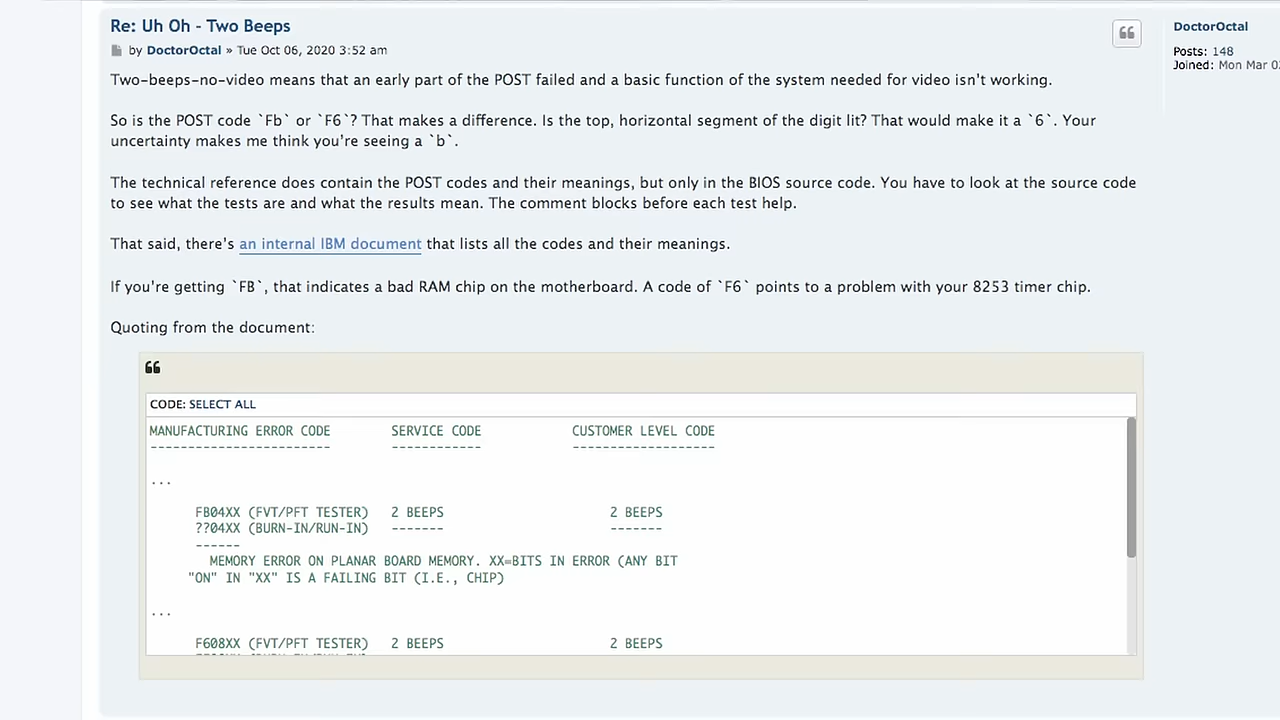 Re: Uh Oh - Two Beeps
by DoctorOctal » Tue Oct 06, 2020 3:52 am
DoctorOctal
Posts: 148
Joined: Mon Mar
Two-beeps-no-video means that an early part of the POST failed and a basic function of the system needed for video isn't working.
So is the POST code `Fb` or `F6`? That makes a difference. Is the top, horizontal segment of the digit lit? That would make it a `6`. Your
uncertainty makes me think you're seeing a `b`.
The technical reference does contain the POST codes and their meanings, but only in the BIOS source code. You have to look at the source code
to see what the tests are and what the results mean. The comment blocks before each test help.
That said, there's an internal IBM document that lists all the codes and their meanings.
If you're getting `FB`, that indicates a bad RAM chip on the motherboard. A code of `F6` points to a problem with your 8253 timer chip.
Quoting from the document:
CODE: SELECT ALL
MANUFACTURING ERROR CODE SERVICE CODE CUSTOMER LEVEL CODE
------------------------ ------------ -------------------
...
FB04XX (FVT/PFT TESTER) 2 BEEPS 2 BEEPS
??04XX (BURN-IN/RUN-IN) ------- -------
------
MEMORY ERROR ON PLANAR BOARD MEMORY. XX=BITS IN ERROR (ANY BIT
"ON" IN "XX" IS A FAILING BIT (I.E., CHIP)
...
F608XX (FVT/PFT TESTER) 2 BEEPS 2 BEEPS